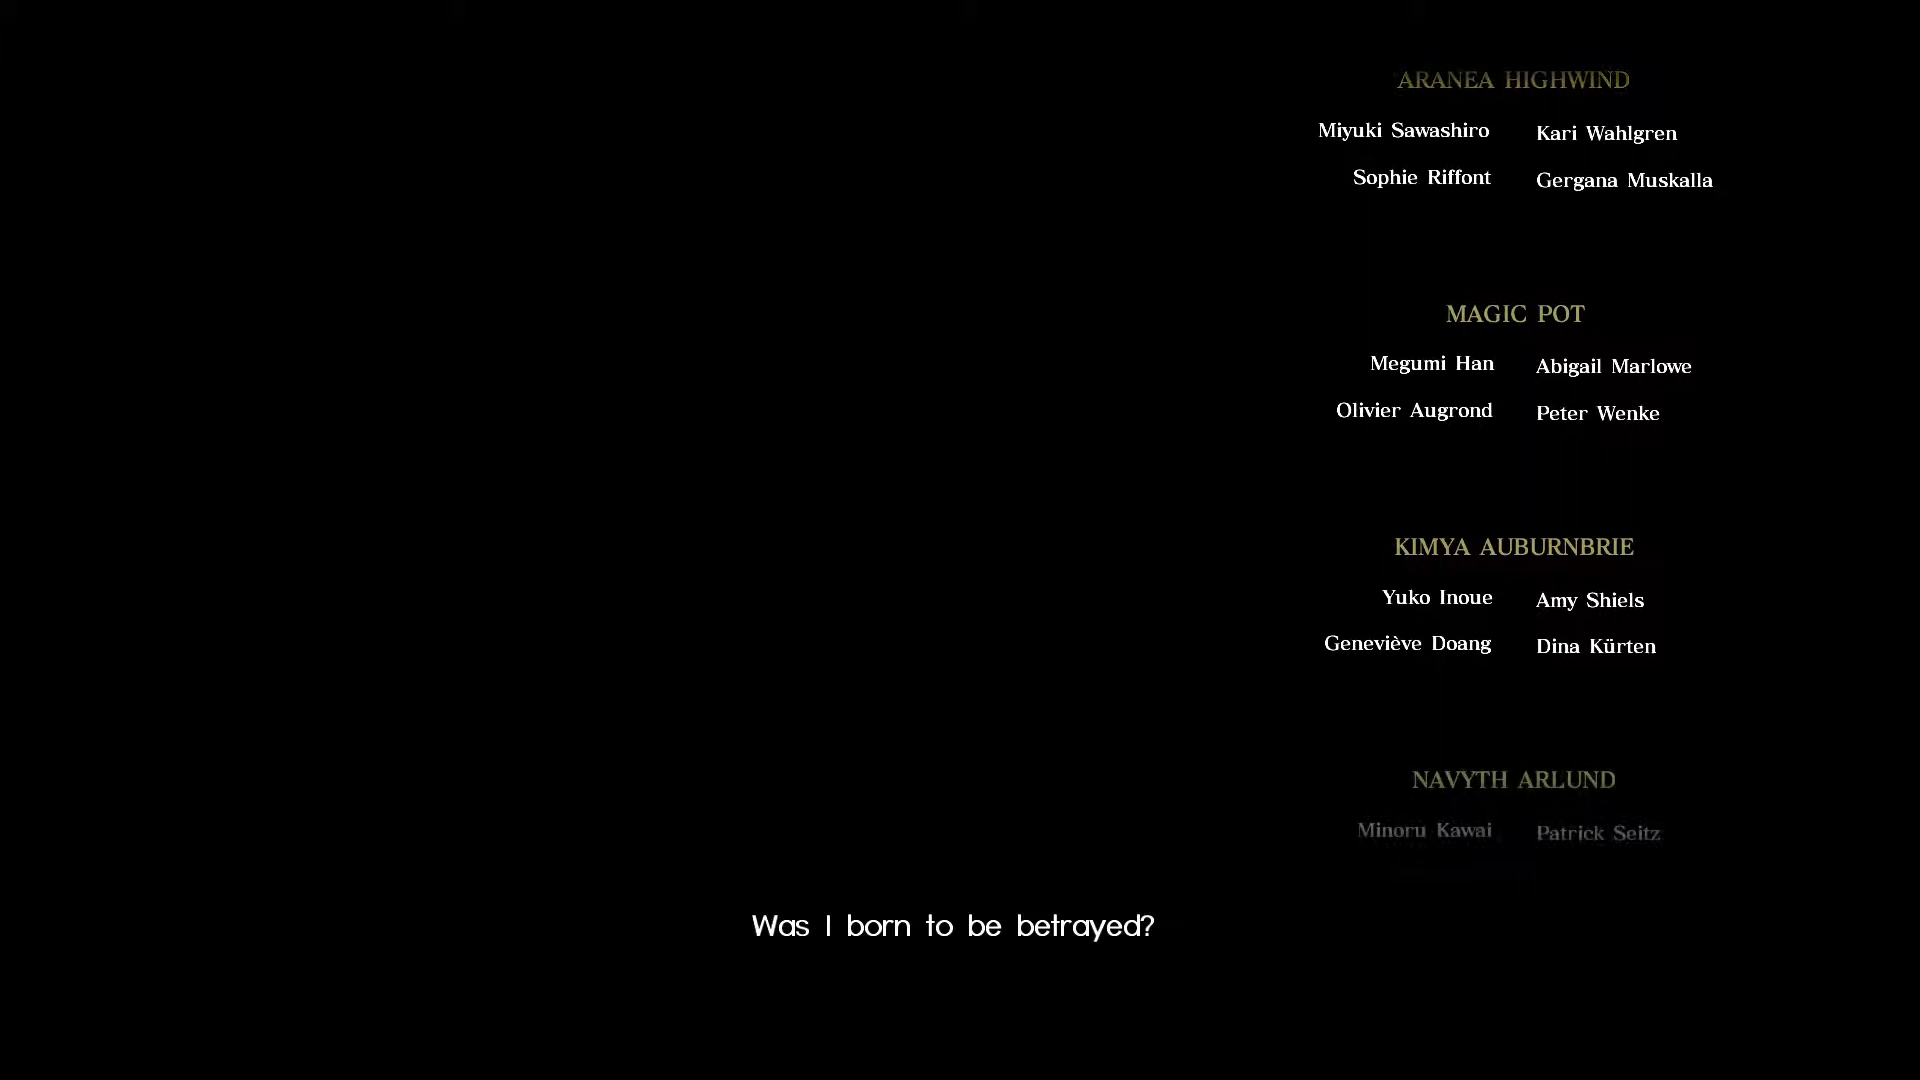 ARANEA HIGHWIND
Miyuki Sawashiro Kari Wahlgren
Sophie Riffont Gergana Muskalla
MAGIC POT
Megumi Han Abigail Marlowe
Olivier Augrond Peter Wenke
KIMYA AUBURNBRIE
Yuko Inoue Amy Shiels
Geneviève Doang Dina Kürten
NAVYTH ARLUND
Minoru Kawai Patrick Seitz
Was I born to be betrayed?